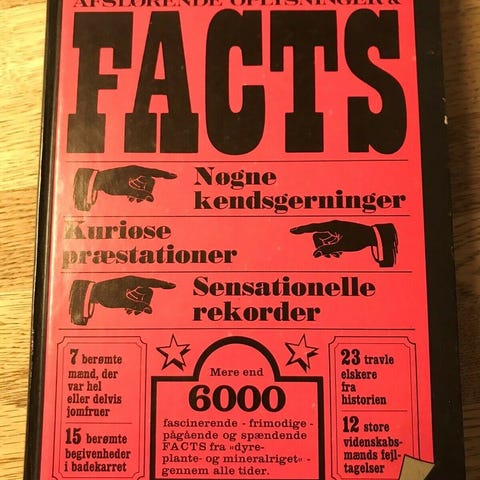 AFSLØRENDE OPLYSNINGER &
FACTS
Nøgne
kendsgerninger
Kuriøse
præstationer
Sensationelle
rekorder
7 berømte
mænd, der
var hel
eller delvis
jomfruer
15 berømte
begivenheder
i badekarret
Mere end
6000
fascinerende - frimodige -
pågående og spændende
FACTS fra »dyre-
plante- og mineralriget« -
gennem alle tider.
23 travle
elskere
fra
historien
12 store
videnskabs-
mænds fejl-
tagelser